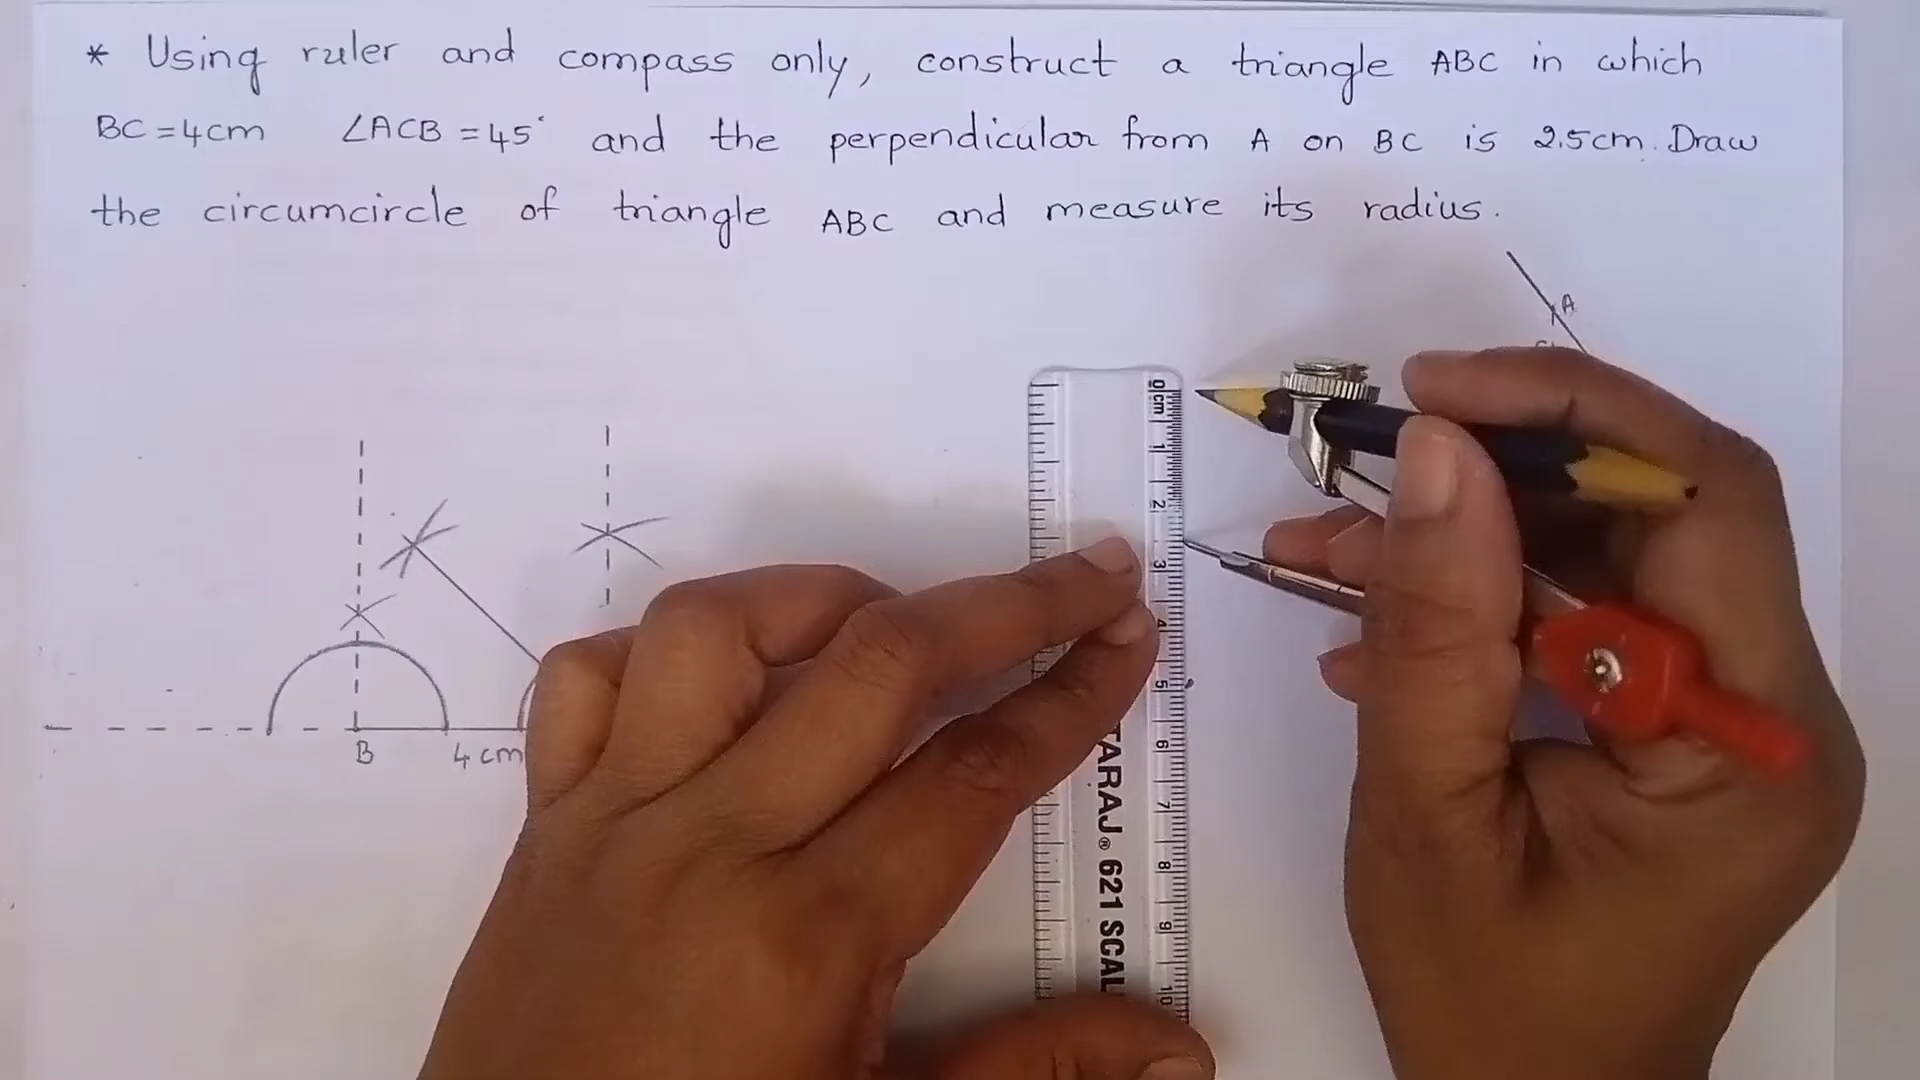 * Using ruler and compass only, construct a triangle ABC in which
BC = 4cm ∠ACB = 45° and the perpendicular from A on BC is 2.5cm. Draw
the circumcircle of triangle ABC and measure its radius.
A
0 cm 1 2 3 4 5 6 7 8 9 10
TARAJ® 621 SCAL
B 4 cm